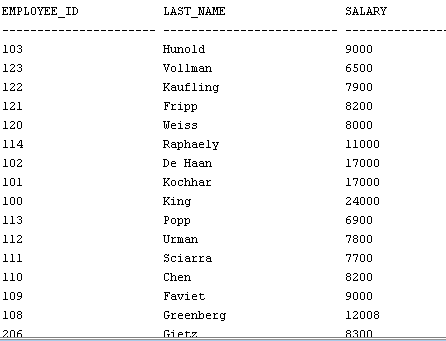 EMPLOYEE_ID LAST_NAME SALARY
---------------------- ------------------------- ----------------------
103 Hunold 9000
123 Vollman 6500
122 Kaufling 7900
121 Fripp 8200
120 Weiss 8000
114 Raphaely 11000
102 De Haan 17000
101 Kochhar 17000
100 King 24000
113 Popp 6900
112 Urman 7800
111 Sciarra 7700
110 Chen 8200
109 Faviet 9000
108 Greenberg 12008
206 Gietz 8300